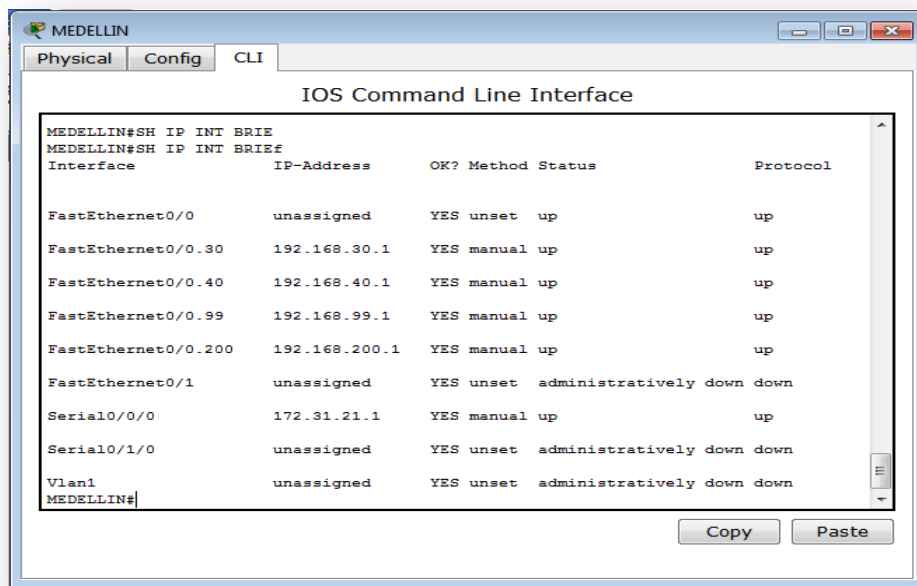 MEDELLIN
Physical Config CLI
IOS Command Line Interface
MEDELLIN#SH IP INT BRIE
MEDELLIN#SH IP INT BRIEf
Interface IP-Address OK? Method Status Protocol
FastEthernet0/0 unassigned YES unset up up
FastEthernet0/0.30 192.168.30.1 YES manual up up
FastEthernet0/0.40 192.168.40.1 YES manual up up
FastEthernet0/0.99 192.168.99.1 YES manual up up
FastEthernet0/0.200 192.168.200.1 YES manual up up
FastEthernet0/1 unassigned YES unset administratively down down
Serial0/0/0 172.31.21.1 YES manual up up
Serial0/1/0 unassigned YES unset administratively down down
Vlan1 unassigned YES unset administratively down down
MEDELLIN#
Copy Paste